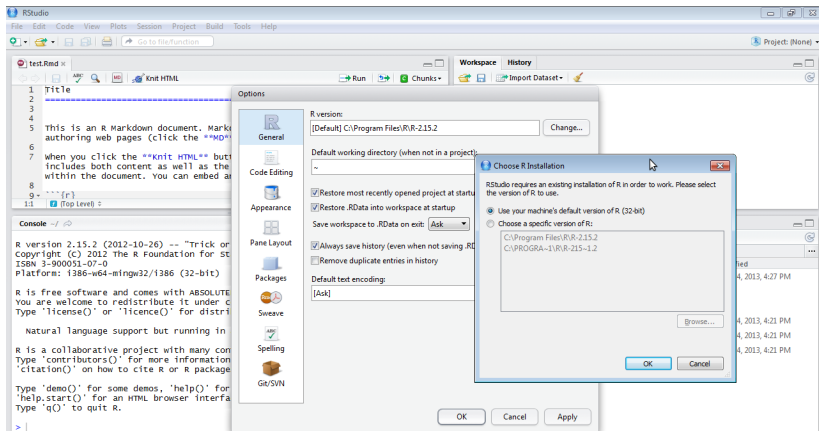 RStudio
File Edit Code View Plots Session Project Build Tools Help
Go to file/function
Project: (None)
test.Rmd
ABC MD Knit HTML Run Chunks
1 Title
2 ==========================================
3
4
5 This is an R Markdown document. Marko
authoring web pages (click the **MD**
6
7 When you click the **Knit HTML** butt
includes both content as well as the
within the document. You can embed an
8
9 ```{r}
1:1 (Top Level)
Console ~/
R version 2.15.2 (2012-10-26) -- "Trick or
Copyright (C) 2012 The R Foundation for St
ISBN 3-900051-07-0
Platform: i386-w64-mingw32/i386 (32-bit)
R is free software and comes with ABSOLUTE
You are welcome to redistribute it under c
Type 'license()' or 'licence()' for distri
Natural language support but running in
R is a collaborative project with many con
Type 'contributors()' for more information
'citation()' on how to cite R or R package
Type 'demo()' for some demos, 'help()' for
'help.start()' for an HTML browser interfa
Type 'q()' to quit R.
>
Workspace History
Import Dataset
Options
General
Code Editing
Appearance
Pane Layout
Packages
Sweave
ABC
Spelling
Git/SVN
R version:
[Default] C:\Program Files\R\R-2.15.2
Change...
Default working directory (when not in a project):
~
Restore most recently opened project at startu
Restore .RData into workspace at startup
Save workspace to .RData on exit: Ask
Always save history (even when not saving .RD
Remove duplicate entries in history
Default text encoding:
[Ask]
OK Cancel Apply
Choose R Installation
RStudio requires an existing installation of R in order to work. Please select
the version of R to use.
Use your machine's default version of R (32-bit)
Choose a specific version of R:
C:\Program Files\R\R-2.15.2
C:\PROGRA~1\R\R-215~1.2
Browse...
OK Cancel
fied
4, 2013, 4:27 PM
4, 2013, 4:21 PM
4, 2013, 4:21 PM
4, 2013, 4:21 PM